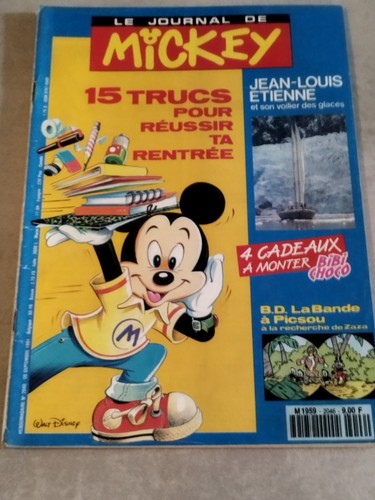 LE JOURNAL DE
MiCKEY
15 TRUCS
POUR
RÉUSSIR
TA
RENTRÉE
JEAN-LOUIS
ETIENNE
et son voilier des glaces
4 CADEAUX
A MONTER
BiBi
CHOCO
B.D. La Bande
à Picsou
à la recherche de Zaza
M
WALT DISNEY
M 1959 - 2046 - 9,00 F